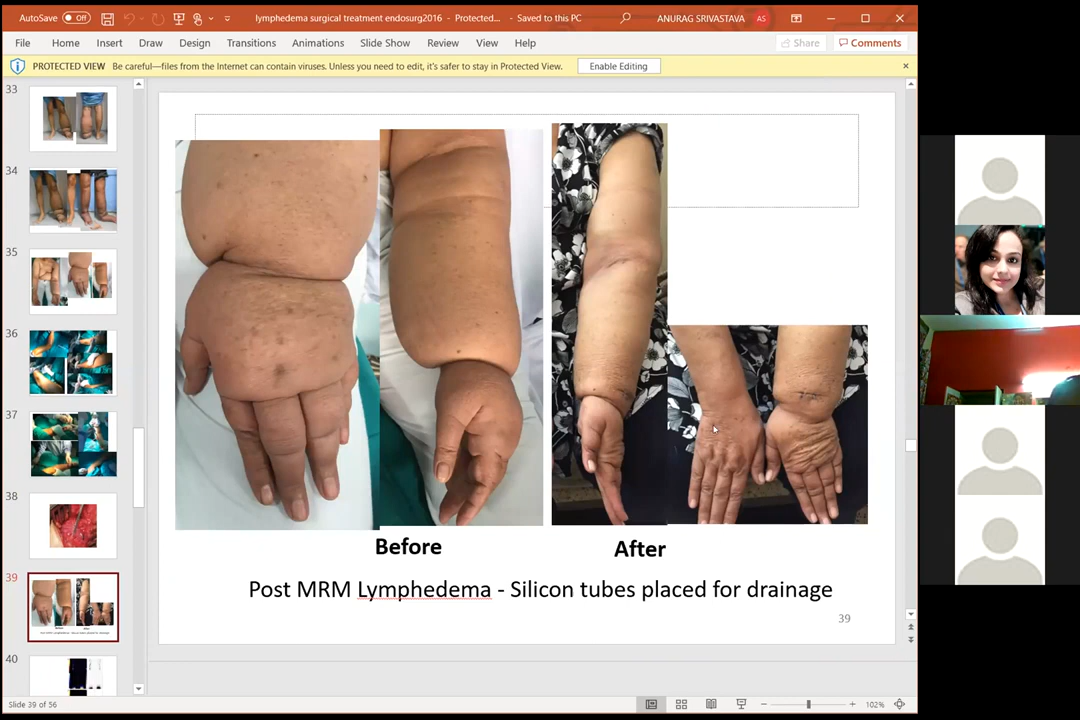 AutoSave Off lymphedema surgical treatment endosurg2016 - Protected... - Saved to this PC ANURAG SRIVASTAVA AS
File Home Insert Draw Design Transitions Animations Slide Show Review View Help Share Comments
PROTECTED VIEW Be careful—files from the Internet can contain viruses. Unless you need to edit, it's safer to stay in Protected View. Enable Editing
33
34
35
36
37
38
39
40
Before After
Post MRM Lymphedema - Silicon tubes placed for drainage
39
Slide 39 of 56 102%